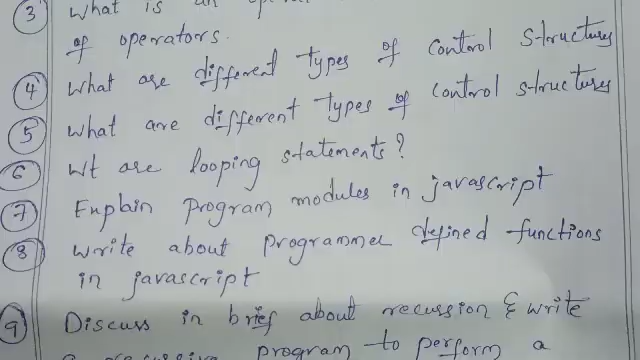 ③ What is an
of operators.
④ What are different types of control structures
⑤ What are different types of control structures
⑥ Wt are looping statements?
⑦ Explain program modules in javascript
⑧ Write about programmer defined functions
in javascript
⑨ Discuss in brief about recussion & write
program to perform a